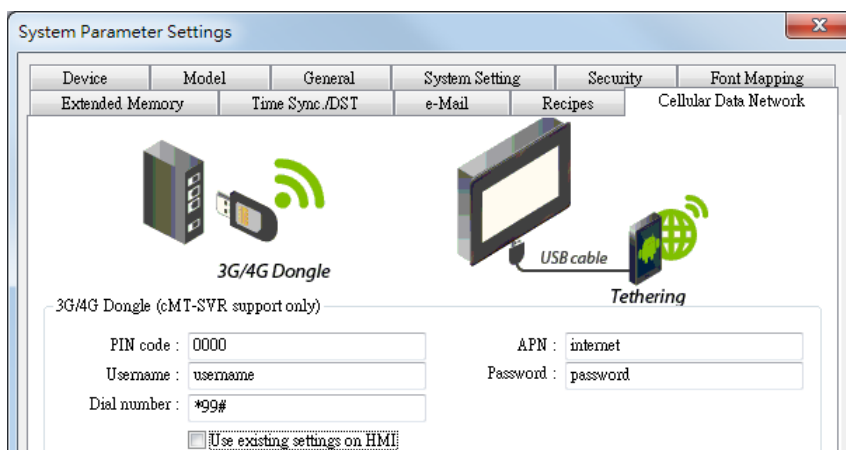 System Parameter Settings
Device Model General System Setting Security Font Mapping
Extended Memory Time Sync./DST e-Mail Recipes Cellular Data Network
3G/4G Dongle
USB cable
Tethering
3G/4G Dongle (cMT-SVR support only)
PIN code : 0000 APN : internet
Username : username Password : password
Dial number : *99#
Use existing settings on HMI